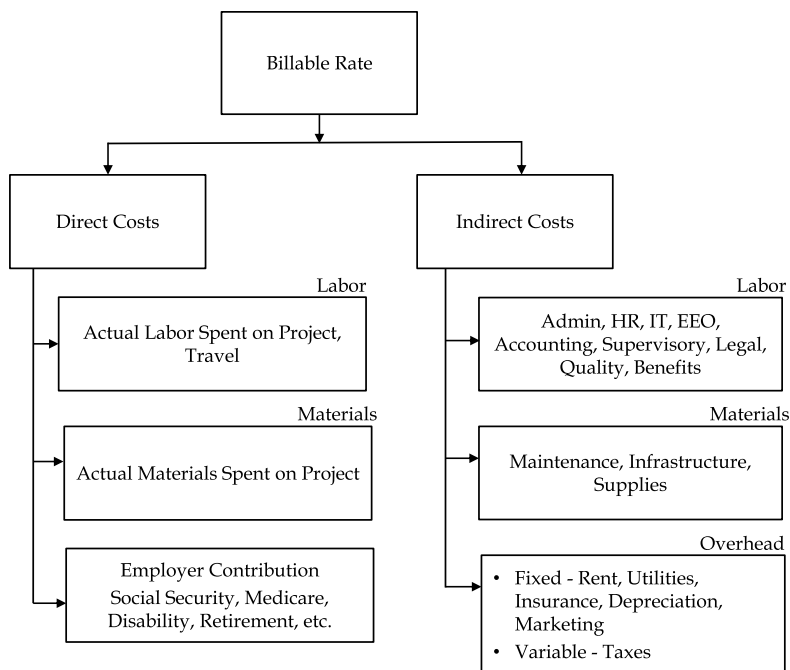 Billable Rate
Direct Costs
Labor
Actual Labor Spent on Project,
Travel
Materials
Actual Materials Spent on Project
Employer Contribution
Social Security, Medicare,
Disability, Retirement, etc.
Indirect Costs
Labor
Admin, HR, IT, EEO,
Accounting, Supervisory, Legal,
Quality, Benefits
Materials
Maintenance, Infrastructure,
Supplies
Overhead
• Fixed - Rent, Utilities,
Insurance, Depreciation,
Marketing
• Variable - Taxes